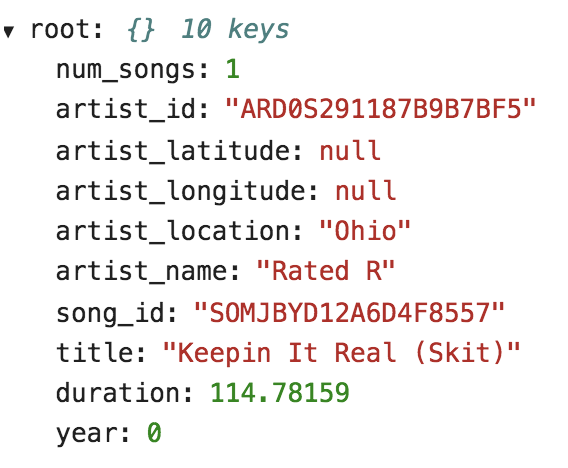 ▾ root: {} 10 keys
num_songs: 1
artist_id: "ARD0S291187B9B7BF5"
artist_latitude: null
artist_longitude: null
artist_location: "Ohio"
artist_name: "Rated R"
song_id: "SOMJBYD12A6D4F8557"
title: "Keepin It Real (Skit)"
duration: 114.78159
year: 0